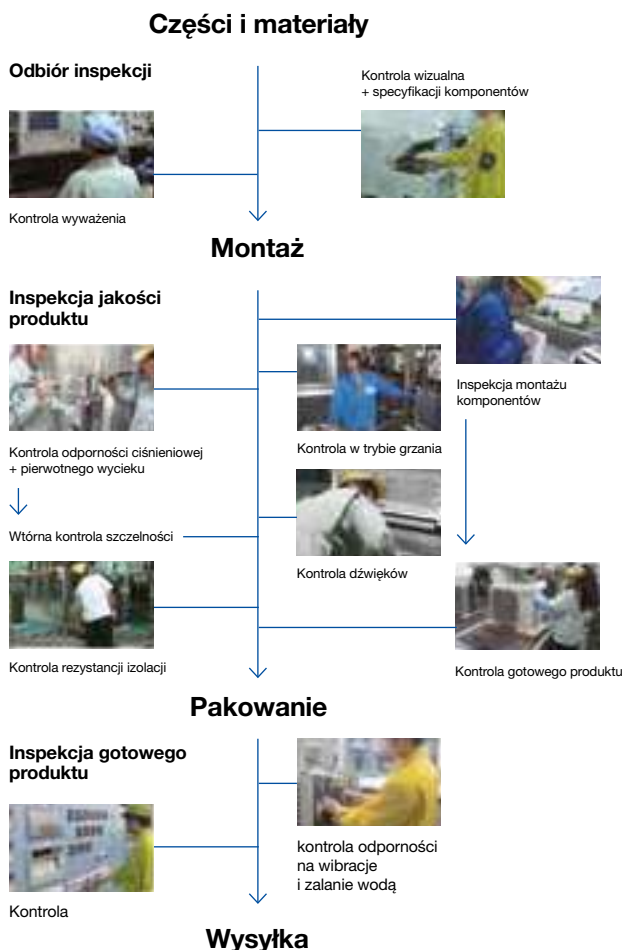 Części i materiały
Odbiór inspekcji
Kontrola wizualna
+ specyfikacji komponentów
Kontrola wyważenia
Montaż
Inspekcja jakości
produktu
Inspekcja montażu
komponentów
Kontrola odporności ciśnieniowej
+ pierwotnego wycieku
Kontrola w trybie grzania
Wtórna kontrola szczelności
Kontrola dźwięków
Kontrola rezystancji izolacji
Kontrola gotowego produktu
Pakowanie
Inspekcja gotowego
produktu
kontrola odporności
na wibracje
i zalanie wodą
Kontrola
Wysyłka